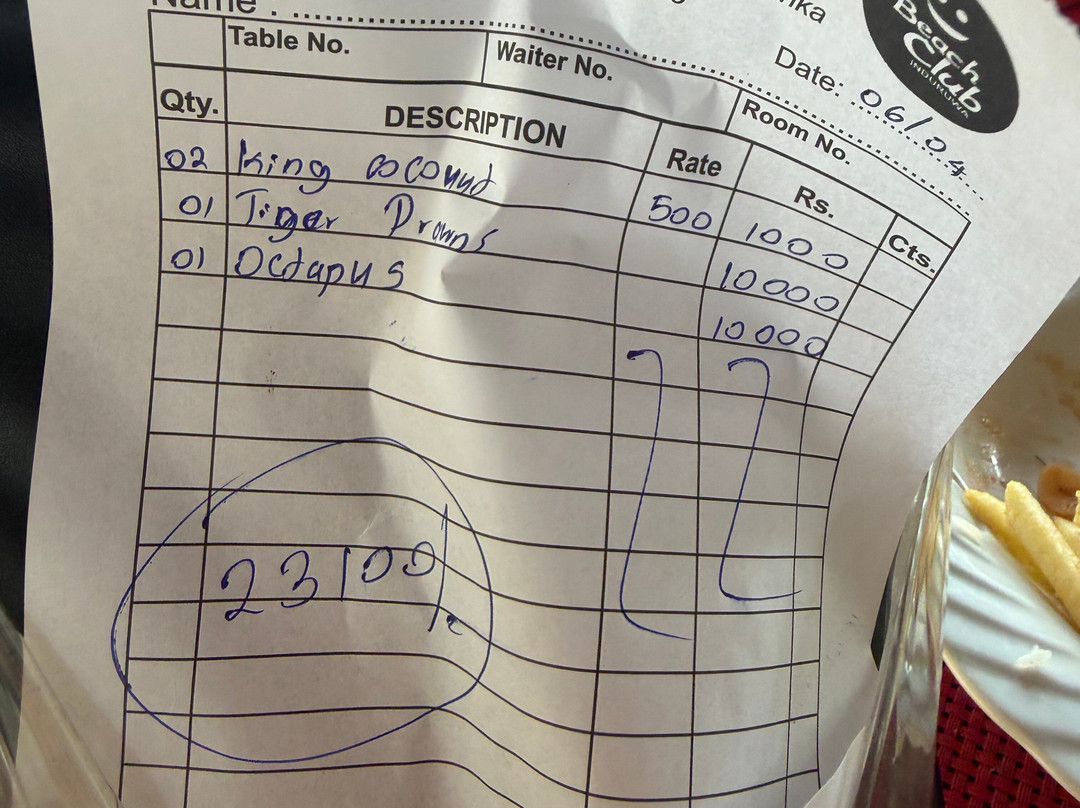 Name :
Date: 06/04
Beach
Club
INDURUWA
Table No. Waiter No. Room No.
Qty. DESCRIPTION Rate Rs. Cts.
02 King coconut 500 1000
01 Tiger Prawns 10000
01 Octapus 10000
23100/=